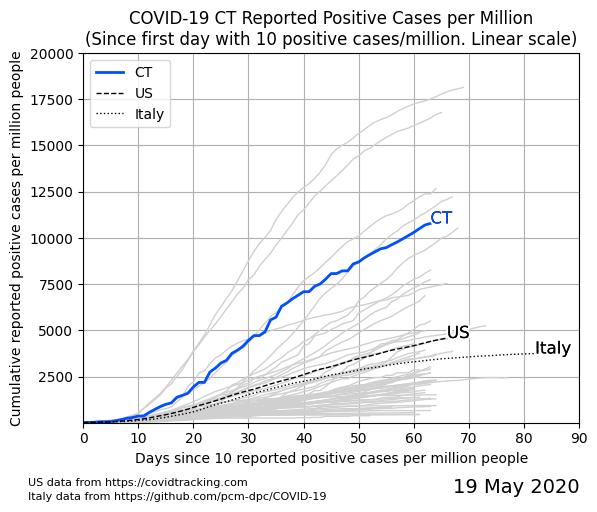 COVID-19 CT Reported Positive Cases per Million
(Since first day with 10 positive cases/million. Linear scale)
Cumulative reported positive cases per million people
25000
22500
20000
17500
15000
12500
10000
7500
5000
2500
CT
US
Italy
CT
US
Italy
0 10 20 30 40 50 60 70 80 90
Days since 10 reported positive cases per million people
US data from https://covidtracking.com
Italy data from https://github.com/pcm-dpc/COVID-19
19 May 2020